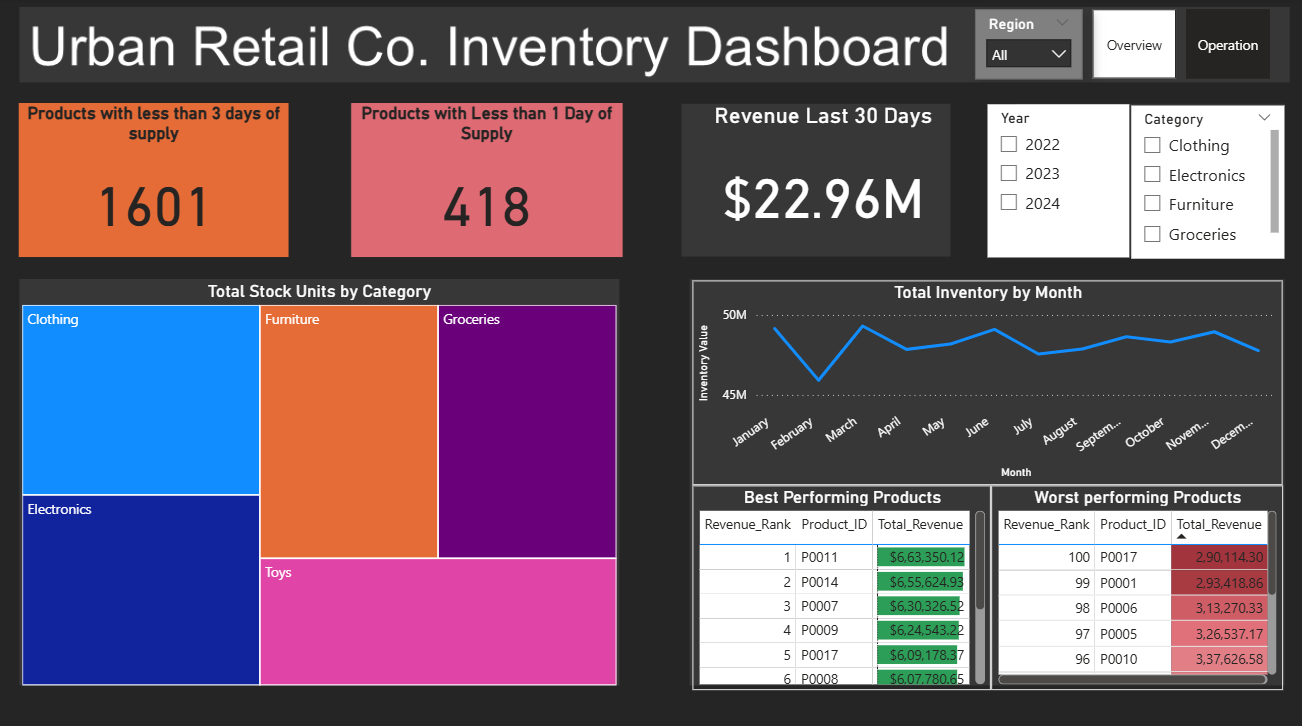 Urban Retail Co. Inventory Dashboard
Region
All
Overview
Operation
Products with less than 3 days of
supply
1601
Products with Less than 1 Day of
Supply
418
Revenue Last 30 Days
$22.96M
Year
2022
2023
2024
Category
Clothing
Electronics
Furniture
Groceries
Total Stock Units by Category
Clothing
Furniture
Groceries
Electronics
Toys
Total Inventory by Month
Inventory Value
50M
45M
January
February
March
April
May
June
July
August
Septem...
October
Novem...
Decem...
Month
Best Performing Products
Revenue_Rank Product_ID Total_Revenue
1 P0011 $6,63,350.12
2 P0014 $6,55,624.93
3 P0007 $6,30,326.52
4 P0009 $6,24,543.22
5 P0017 $6,09,178.37
6 P0008 $6,07,780.65
Worst performing Products
Revenue_Rank Product_ID Total_Revenue
100 P0017 2,90,114.30
99 P0001 2,93,418.86
98 P0006 3,13,270.33
97 P0005 3,26,537.17
96 P0010 3,37,626.58